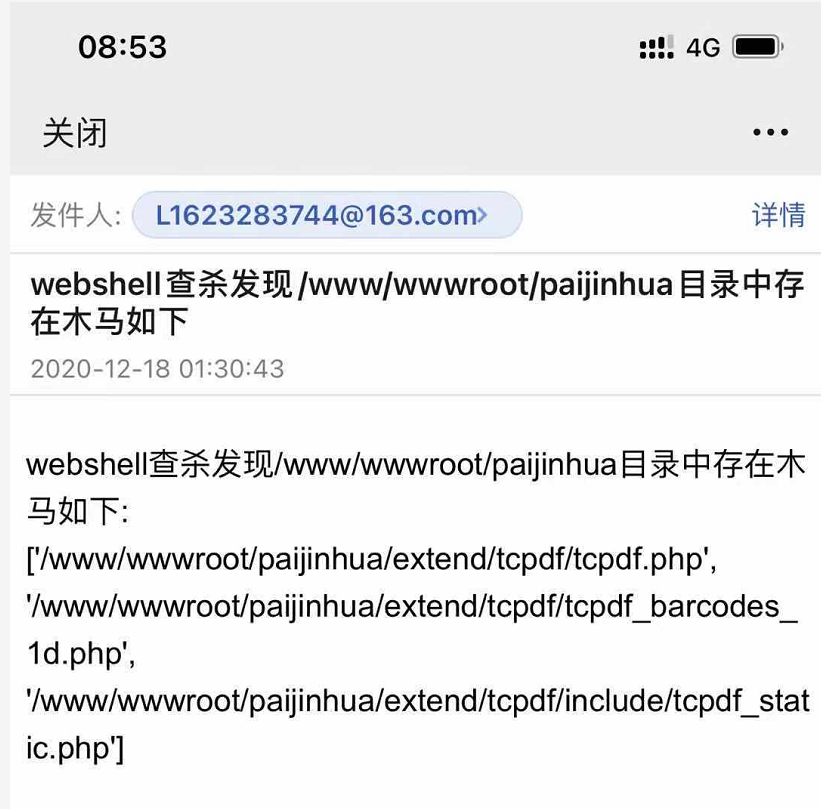 08:53
4G
关闭
发件人: L1623283744@163.com
详情
webshell查杀发现/www/wwwroot/paijinhua目录中存
在木马如下
2020-12-18 01:30:43
webshell查杀发现/www/wwwroot/paijinhua目录中存在木
马如下:
['/www/wwwroot/paijinhua/extend/tcpdf/tcpdf.php',
'/www/wwwroot/paijinhua/extend/tcpdf/tcpdf_barcodes_
1d.php',
'/www/wwwroot/paijinhua/extend/tcpdf/include/tcpdf_stat
ic.php']